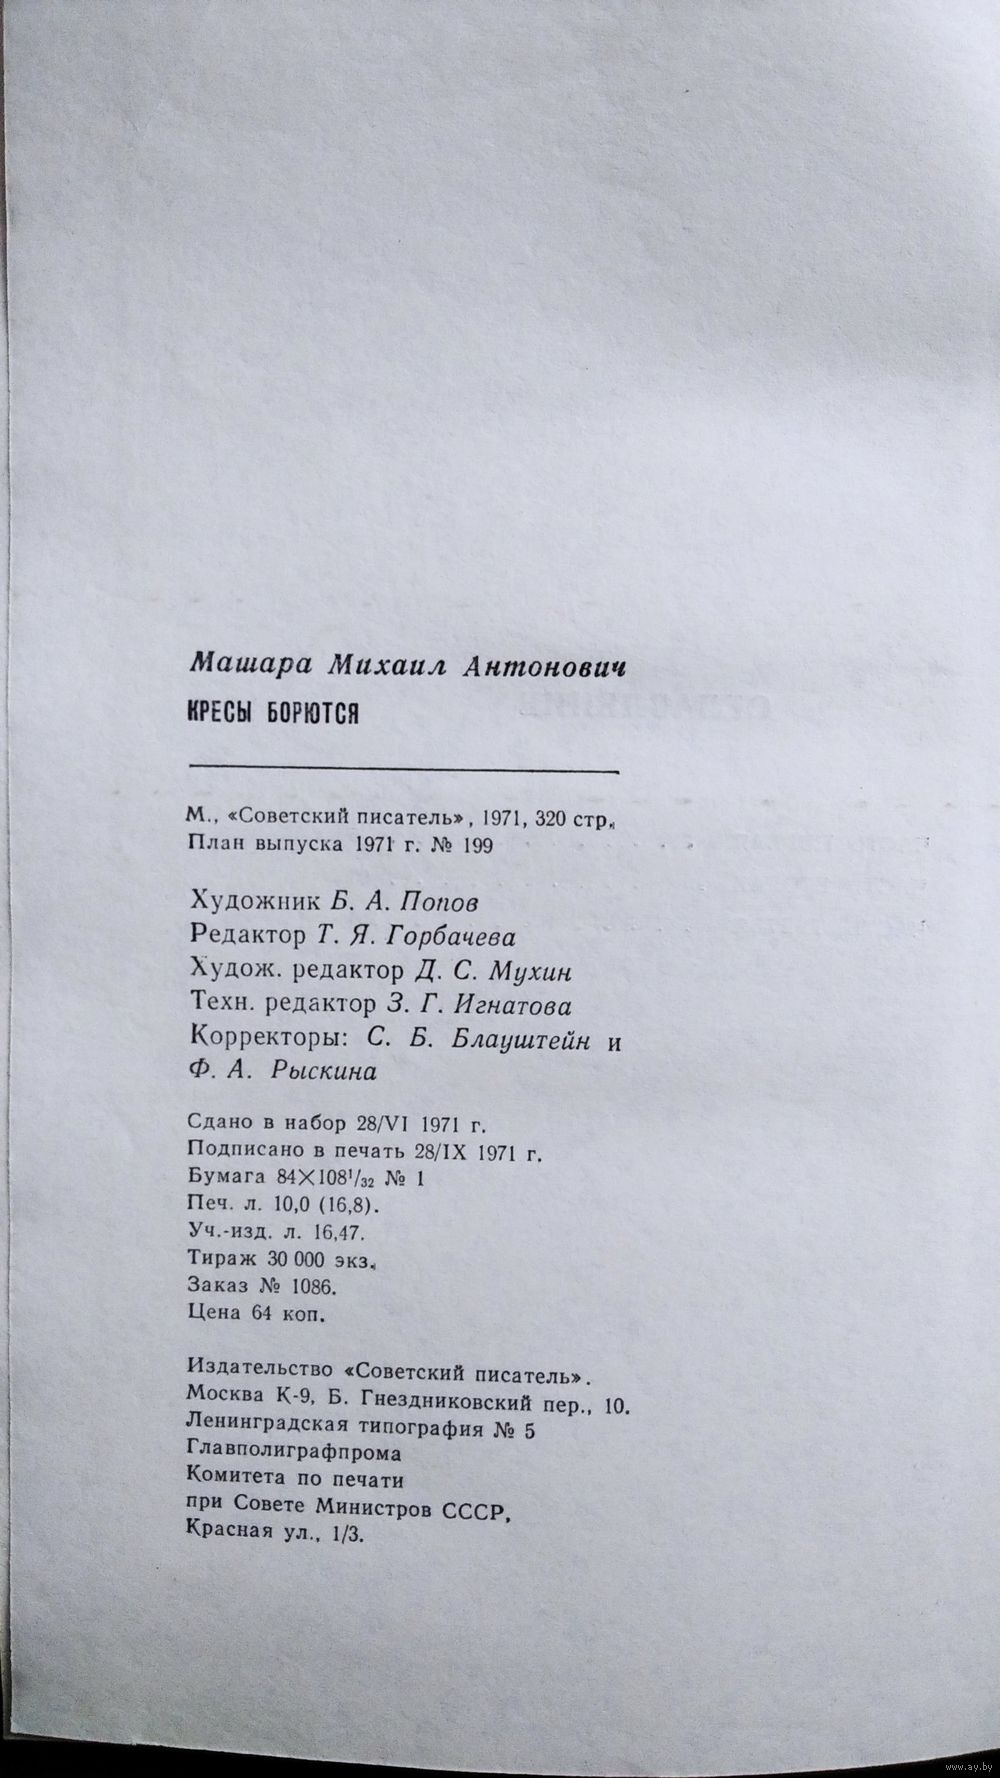 Машара Михаил Антонович
КРЕСЫ БОРЮТСЯ
М., «Советский писатель», 1971, 320 стр.
План выпуска 1971 г. № 199
Художник Б. А. Попов
Редактор Т. Я. Горбачева
Худож. редактор Д. С. Мухин
Техн. редактор З. Г. Игнатова
Корректоры: С. Б. Блауштейн и
Ф. А. Рыскина
Сдано в набор 28/VI 1971 г.
Подписано в печать 28/IX 1971 г.
Бумага 84×108¹/₃₂ № 1
Печ. л. 10,0 (16,8).
Уч.-изд. л. 16,47.
Тираж 30 000 экз.
Заказ № 1086.
Цена 64 коп.
Издательство «Советский писатель».
Москва К-9, Б. Гнездниковский пер., 10.
Ленинградская типография № 5
Главполиграфпрома
Комитета по печати
при Совете Министров СССР,
Красная ул., 1/3.
www.ay.by